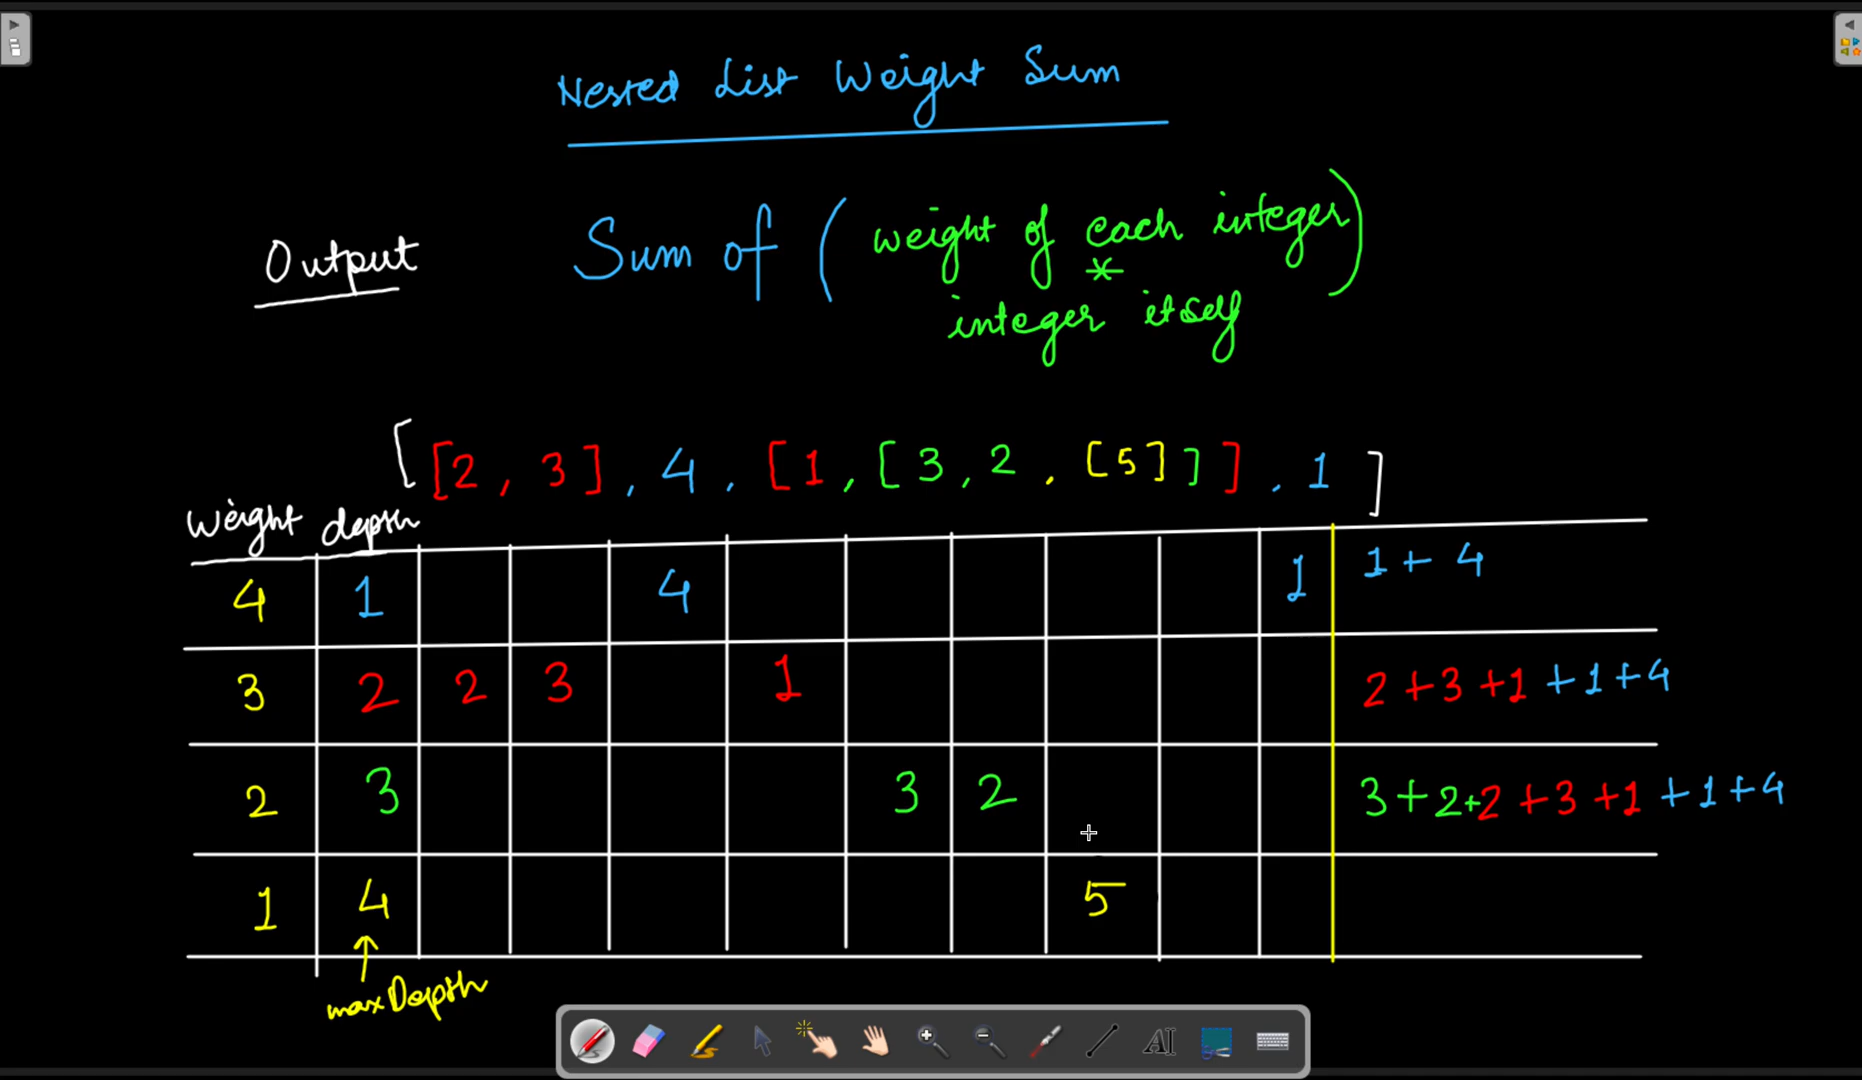 Nested List Weight Sum
Output
Sum of ( weight of each integer )
*
integer itself
[ [ 2 , 3 ] , 4 , [ 1 , [ 3 , 2 , [ 5 ] ] ] , 1 ]
Weight depth
4 1 4 1 1 + 4
3 2 2 3 1 2 + 3 + 1 + 1 + 4
2 3 3 2 3 + 2 + 2 + 3 + 1 + 1 + 4
1 4 5
maxDepth
AI